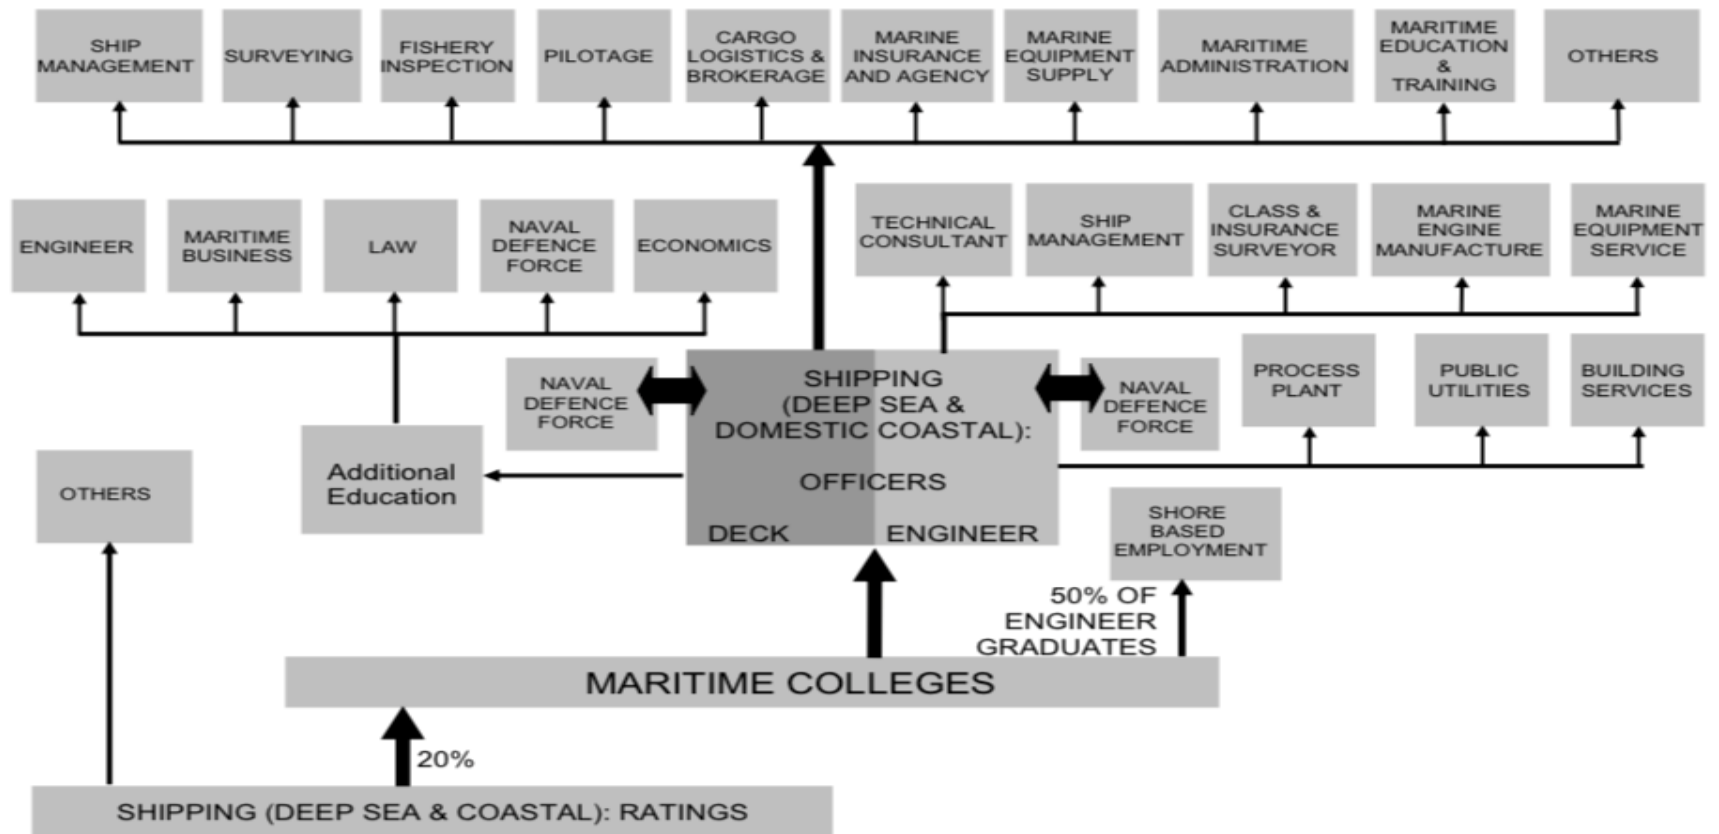 SHIP
MANAGEMENT
SURVEYING
FISHERY
INSPECTION
PILOTAGE
CARGO
LOGISTICS &
BROKERAGE
MARINE
INSURANCE
AND AGENCY
MARINE
EQUIPMENT
SUPPLY
MARITIME
ADMINISTRATION
MARITIME
EDUCATION
&
TRAINING
OTHERS
ENGINEER
MARITIME
BUSINESS
LAW
NAVAL
DEFENCE
FORCE
ECONOMICS
TECHNICAL
CONSULTANT
SHIP
MANAGEMENT
CLASS &
INSURANCE
SURVEYOR
MARINE
ENGINE
MANUFACTURE
MARINE
EQUIPMENT
SERVICE
NAVAL
DEFENCE
FORCE
SHIPPING
(DEEP SEA &
DOMESTIC COASTAL):
OFFICERS
DECK
ENGINEER
NAVAL
DEFENCE
FORCE
PROCESS
PLANT
PUBLIC
UTILITIES
BUILDING
SERVICES
OTHERS
Additional
Education
SHORE
BASED
EMPLOYMENT
50% OF
ENGINEER
GRADUATES
MARITIME COLLEGES
20%
SHIPPING (DEEP SEA & COASTAL): RATINGS